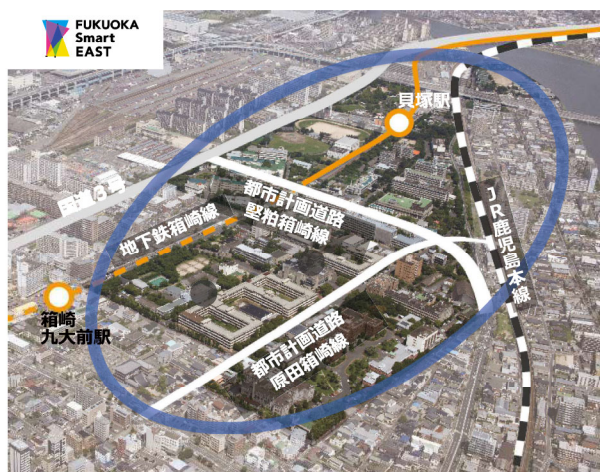 FUKUOKA
Smart
EAST
貝塚駅
国道3号
都市計画道路
堅粕箱崎線
地下鉄箱崎線
JR鹿児島本線
箱崎
九大前駅
都市計画道路
原田箱崎線